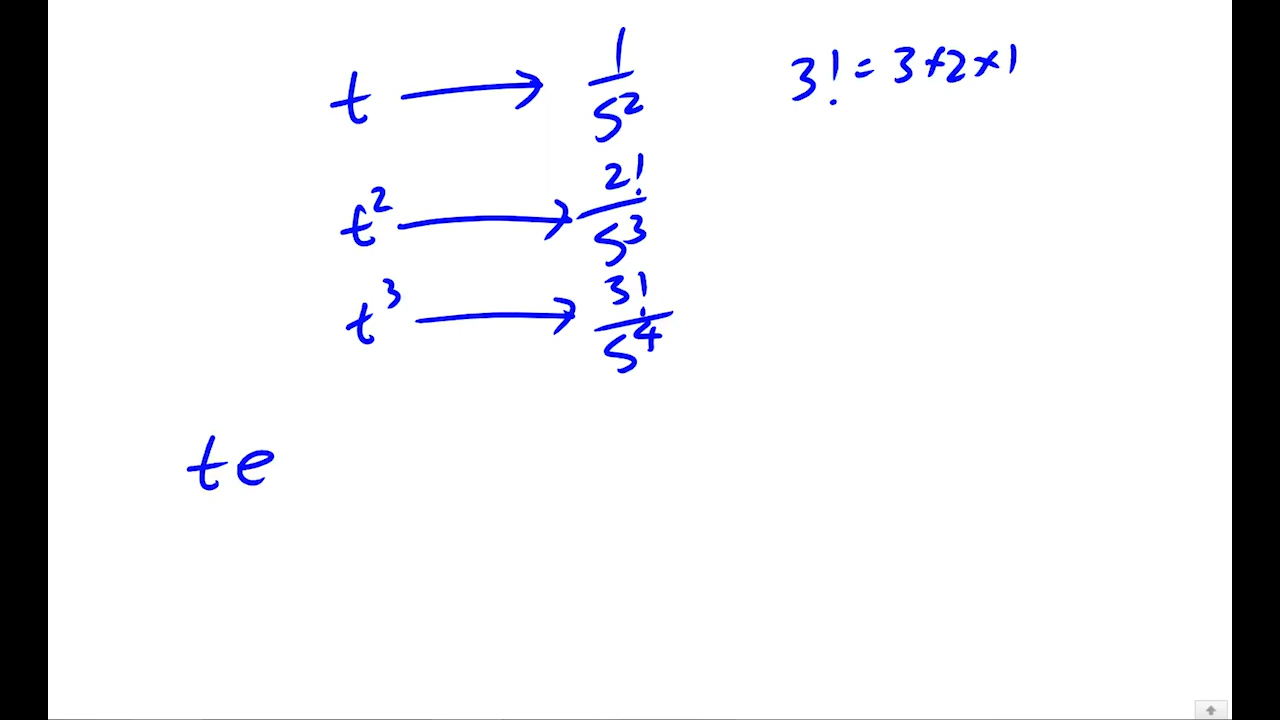 t → 1/s² 3! = 3×2×1
t² → 2!/s³
t³ → 3!/s⁴
te